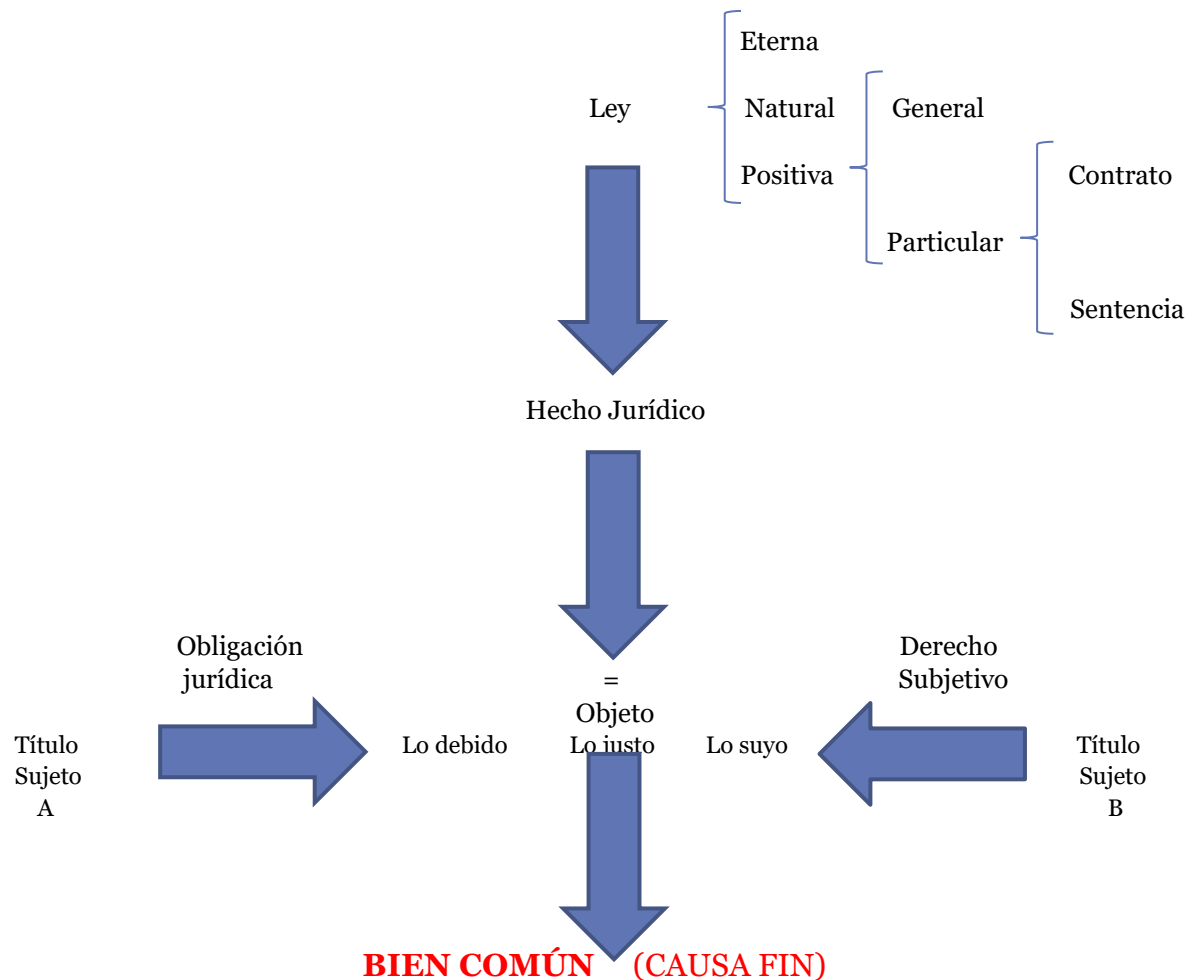 Eterna
Ley
Natural
General
Positiva
Contrato
Particular
Sentencia
Hecho Jurídico
Obligación
jurídica
Derecho
Subjetivo
=
Objeto
Título
Sujeto
A
Lo debido
Lo justo
Lo suyo
Título
Sujeto
B
BIEN COMÚN (CAUSA FIN)